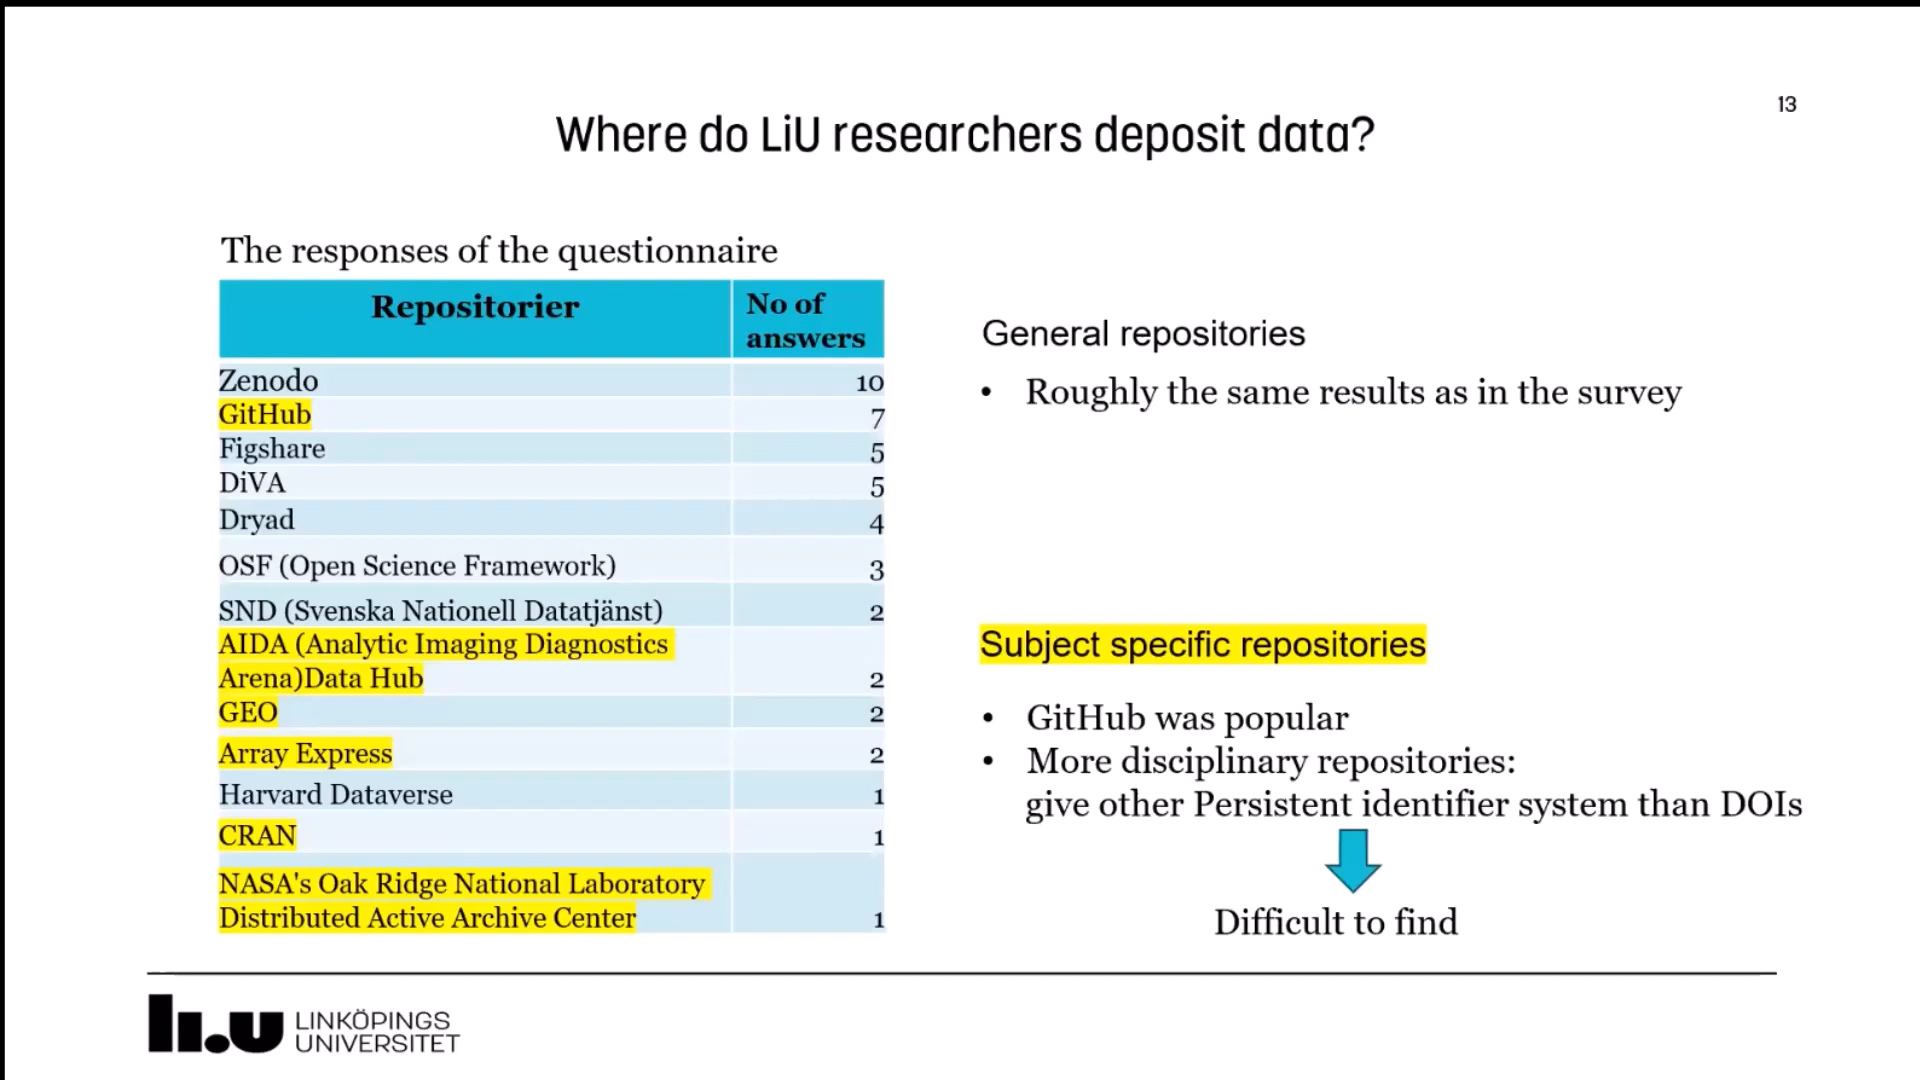 13
Where do LiU researchers deposit data?
The responses of the questionnaire
Repositorier
No of
answers
Zenodo 10
GitHub 7
Figshare 5
DiVA 5
Dryad 4
OSF (Open Science Framework) 3
SND (Svenska Nationell Datatjänst) 2
AIDA (Analytic Imaging Diagnostics
Arena)Data Hub 2
GEO 2
Array Express 2
Harvard Dataverse 1
CRAN 1
NASA's Oak Ridge National Laboratory
Distributed Active Archive Center 1
General repositories
• Roughly the same results as in the survey
Subject specific repositories
• GitHub was popular
• More disciplinary repositories:
give other Persistent identifier system than DOIs
Difficult to find
li.u LINKÖPINGS
UNIVERSITET